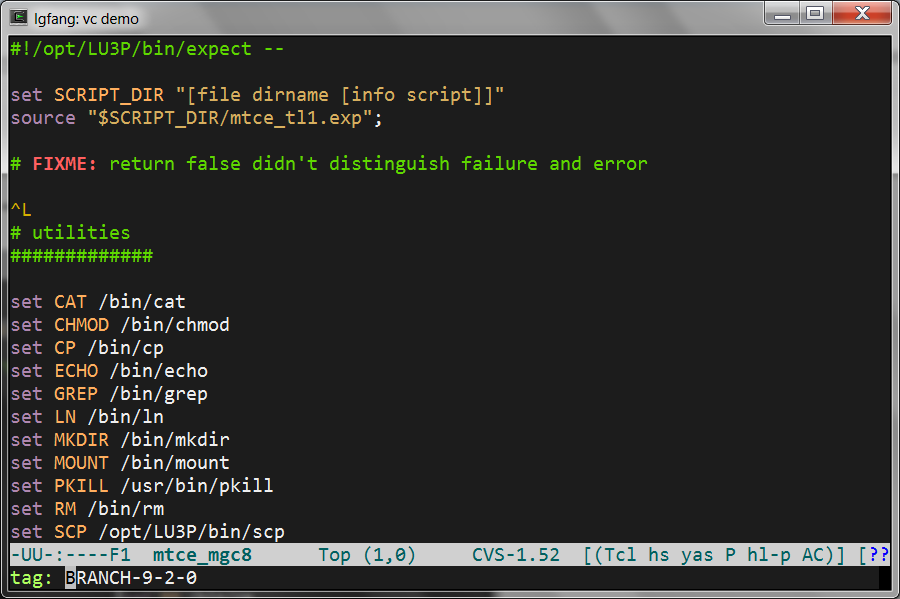 lgfang: vc demo
#!/opt/LU3P/bin/expect --
set SCRIPT_DIR "[file dirname [info script]]"
source "$SCRIPT_DIR/mtce_tl1.exp";
# FIXME: return false didn't distinguish failure and error
^L
# utilities
#############
set CAT /bin/cat
set CHMOD /bin/chmod
set CP /bin/cp
set ECHO /bin/echo
set GREP /bin/grep
set LN /bin/ln
set MKDIR /bin/mkdir
set MOUNT /bin/mount
set PKILL /usr/bin/pkill
set RM /bin/rm
set SCP /opt/LU3P/bin/scp
-UU-:----F1  mtce_mgc8      Top (1,0)     CVS-1.52  [(Tcl hs yas P hl-p AC)] [??
tag: BRANCH-9-2-0